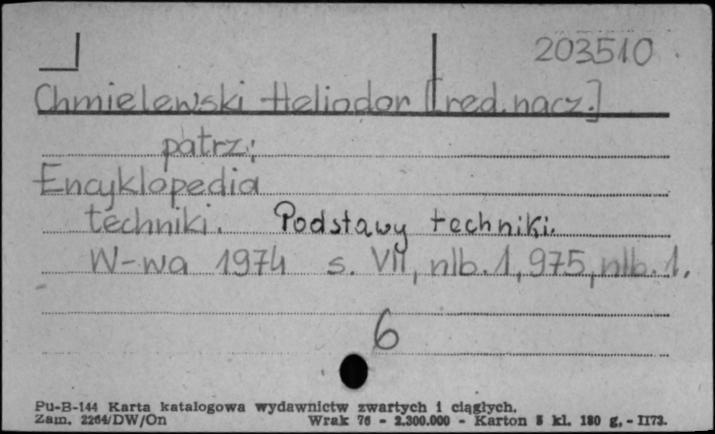 203510
Chmielewski Heliodor [red.nacz.]
patrz:
Encyklopedia
techniki. Podstawy techniki.
W-wa 1974 s. VII, nlb.1, 975, nlb.1.
6
Pu-B-144 Karta katalogowa wydawnictw zwartych i ciągłych.
Zam. 2264/DW/On Wrak 76 - 2.300.000 - Karton 5 kl. 180 g. - II73.